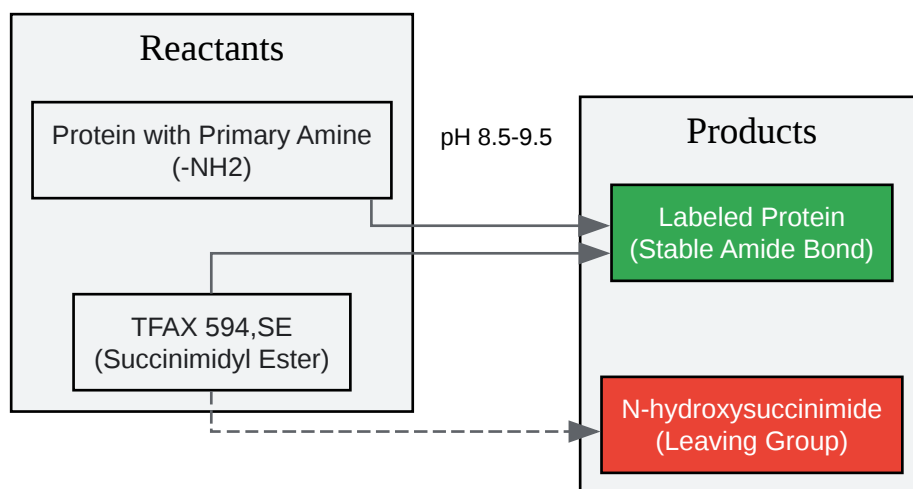 Reactants
Protein with Primary Amine
(-NH2)
pH 8.5-9.5
TFAX 594,SE
(Succinimidyl Ester)
Products
Labeled Protein
(Stable Amide Bond)
N-hydroxysuccinimide
(Leaving Group)